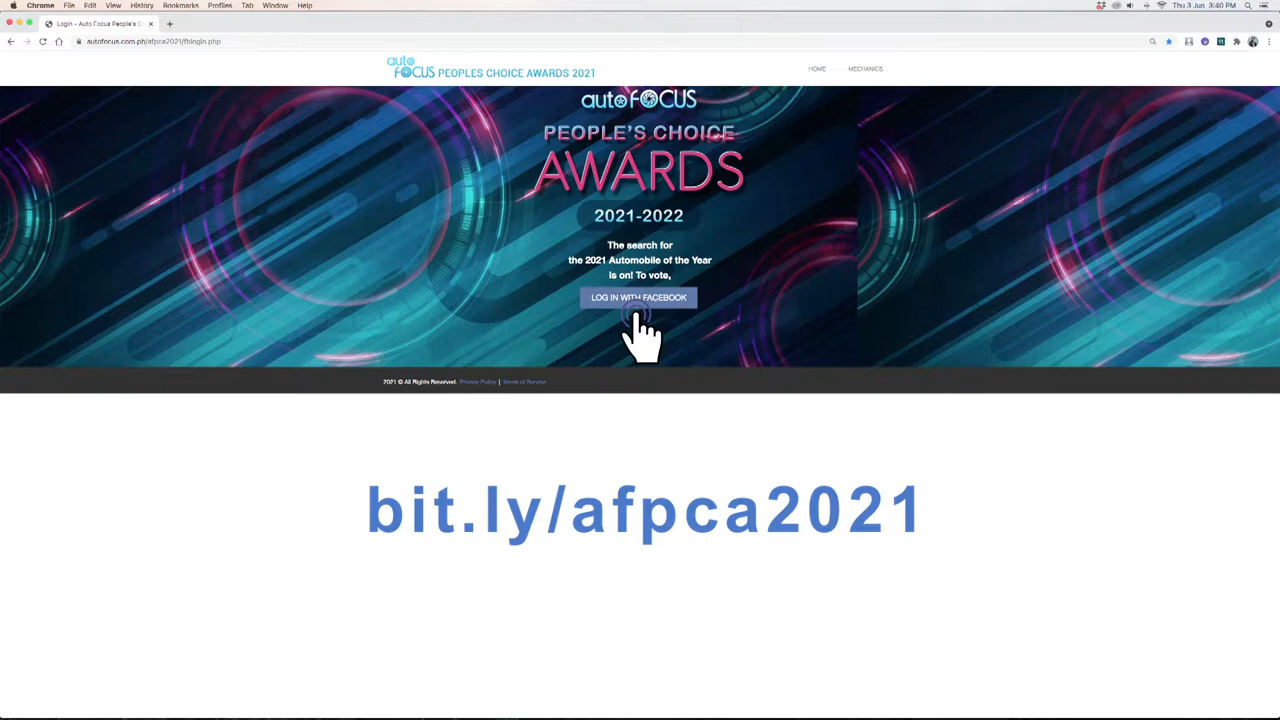 Chrome File Edit View History Bookmarks Profiles Tab Window Help
Thu 3 Jun 3:40 PM
Login - Auto Focus People's C
autofocus.com.ph/afpca2021/fblogin.php
auto FOCUS PEOPLES CHOICE AWARDS 2021
HOME MECHANICS
autoFOCUS
PEOPLE'S CHOICE
AWARDS
2021-2022
The search for
the 2021 Automobile of the Year
is on! To vote,
LOG IN WITH FACEBOOK
2021 © All Rights Reserved. Privacy Policy | Terms of Service
bit.ly/afpca2021